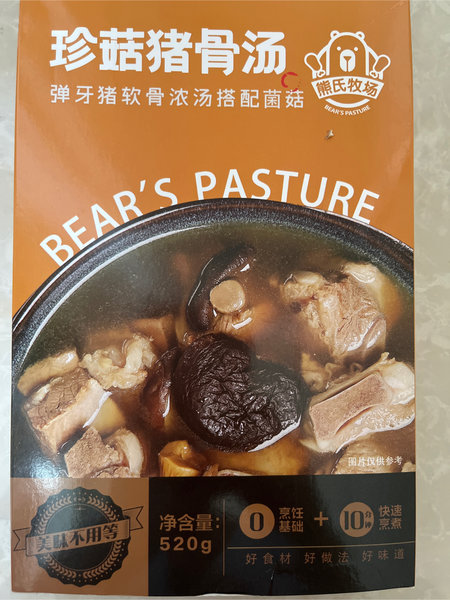 珍菇猪骨汤
弹牙猪软骨浓汤搭配菌菇
熊氏牧场
BEAR'S PASTURE
BEAR'S PASTURE
图片仅供参考
美味不用等
净含量:
520g
0 烹饪基础 + 10分钟 快速烹煮
好食材 好做法 好味道